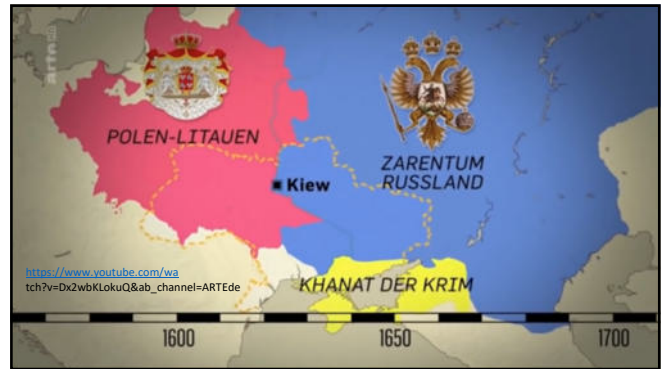 arte HD
POLEN-LITAUEN
ZARENTUM
RUSSLAND
Kiew
https://www.youtube.com/wa
tch?v=Dx2wbKLokuQ&ab_channel=ARTEde
KHANAT DER KRIM
1600 1650 1700